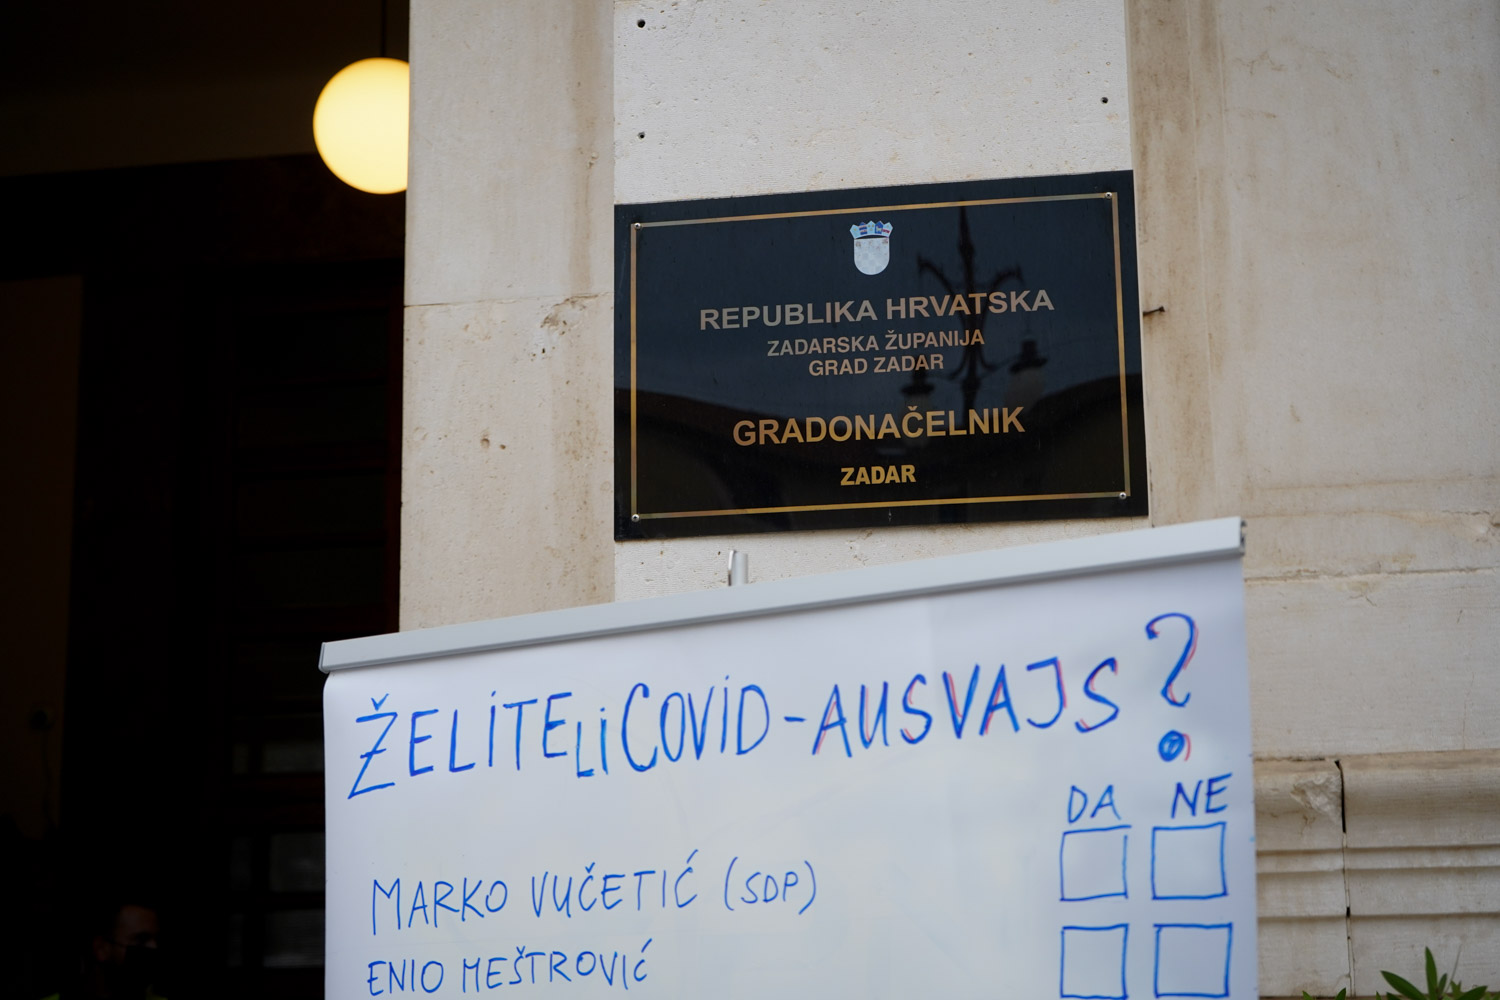 REPUBLIKA HRVATSKA
ZADARSKA ŽUPANIJA
GRAD ZADAR
GRADONAČELNIK
ZADAR
ŽELITE LI COVID-AUSVAJS?
DA NE
MARKO VUČETIĆ (SDP)
ENIO MEŠTROVIĆ